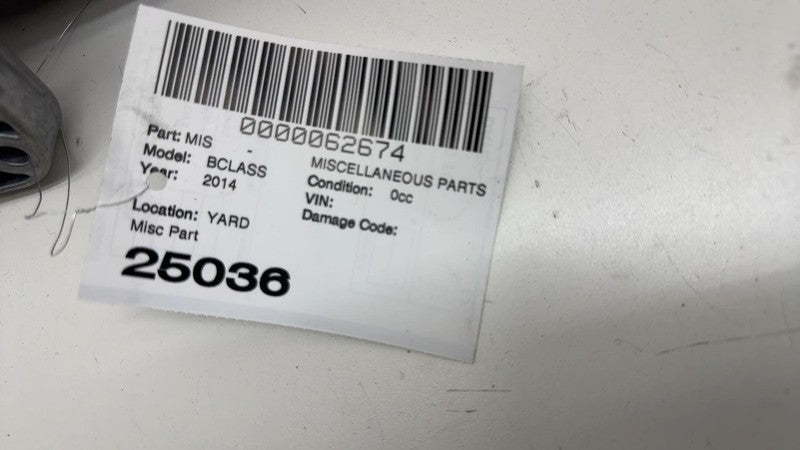 0000062674
Part: MIS - MISCELLANEOUS PARTS
Model: BCLASS Condition: 0cc
Year: 2014 VIN:
Damage Code:
Location: YARD
Misc Part
25036